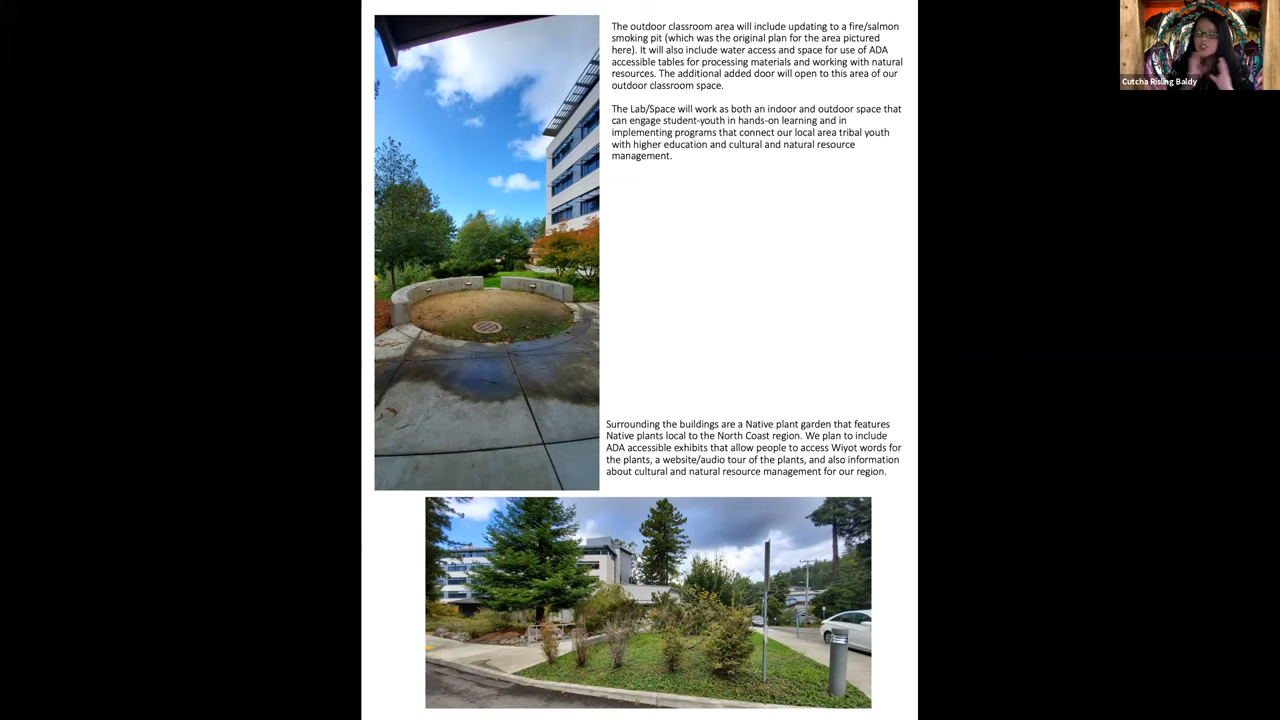 The outdoor classroom area will include updating to a fire/salmon
smoking pit (which was the original plan for the area pictured
here). It will also include water access and space for use of ADA
accessible tables for processing materials and working with natural
resources. The additional added door will open to this area of our
outdoor classroom space.
The Lab/Space will work as both an indoor and outdoor space that
can engage student-youth in hands-on learning and in
implementing programs that connect our local area tribal youth
with higher education and cultural and natural resource
management.
Surrounding the buildings are a Native plant garden that features
Native plants local to the North Coast region. We plan to include
ADA accessible exhibits that allow people to access Wiyot words for
the plants, a website/audio tour of the plants, and also information
about cultural and natural resource management for our region.
Cutcha Risling Baldy